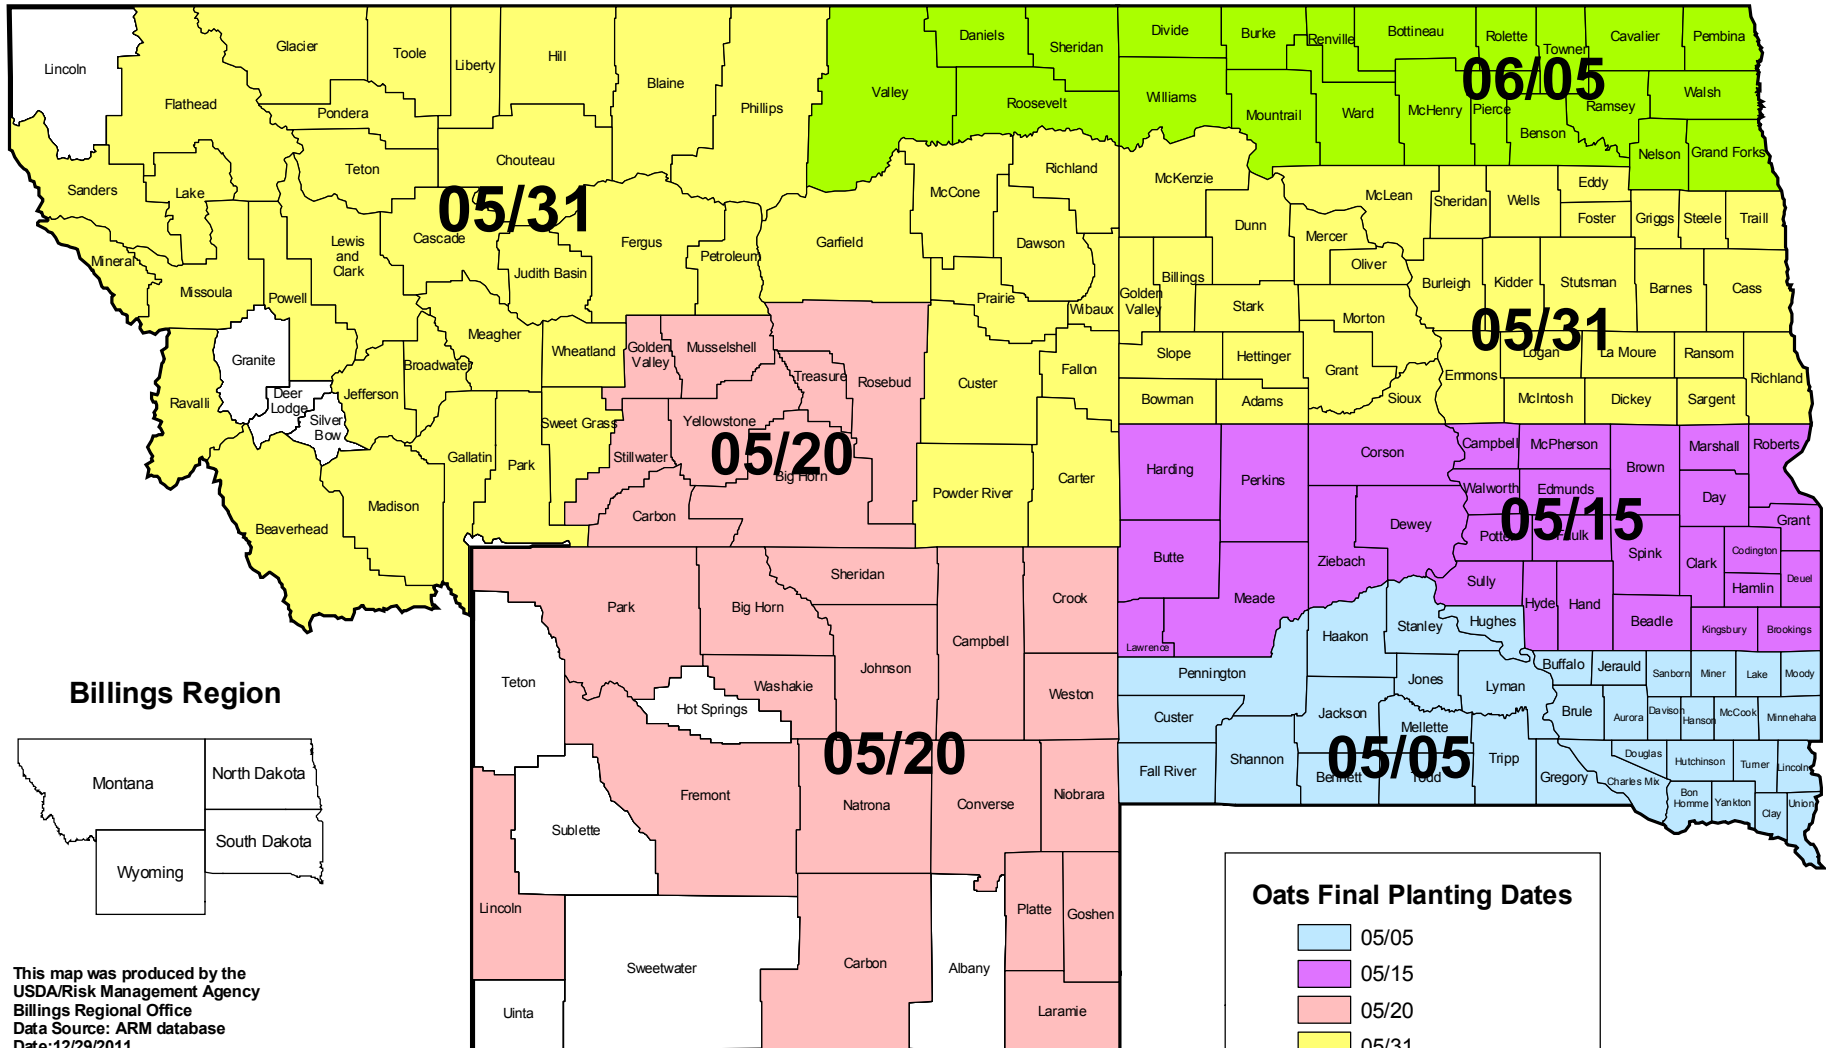 Lincoln
Flathead
Glacier
Toole
Liberty
Hill
Blaine
Phillips
Valley
Daniels
Sheridan
Roosevelt
Pondera
Teton
Chouteau
Sanders
Lake
Mineral
Missoula
Powell
Lewis
and
Clark
Cascade
05/31
Judith Basin
Fergus
Petroleum
Garfield
McCone
Richland
Dawson
Prairie
Wibaux
Granite
Deer
Lodge
Silver
Bow
Ravalli
Jefferson
Broadwater
Meagher
Wheatland
Golden
Valley
Musselshell
Treasure
Rosebud
Custer
Fallon
Beaverhead
Madison
Gallatin
Park
Sweet Grass
Stillwater
Yellowstone
05/20
Big Horn
Carbon
Powder River
Carter
Divide
Burke
Renville
Bottineau
Rolette
Towner
Cavalier
Pembina
06/05
Williams
Mountrail
Ward
McHenry
Pierce
Benson
Ramsey
Walsh
Nelson
Grand Forks
McKenzie
Dunn
McLean
Mercer
Oliver
Sheridan
Wells
Eddy
Foster
Griggs
Steele
Traill
Golden
Valley
Billings
Stark
Morton
Burleigh
Kidder
Stutsman
Barnes
Cass
05/31
Slope
Hettinger
Grant
Emmons
Logan
La Moure
Ransom
Richland
Bowman
Adams
Sioux
McIntosh
Dickey
Sargent
Harding
Perkins
Corson
Campbell
McPherson
Brown
Marshall
Roberts
Walworth
Edmunds
Day
Grant
05/15
Dewey
Potter
Faulk
Spink
Clark
Codington
Butte
Ziebach
Hamlin
Deuel
Meade
Sully
Hyde
Hand
Beadle
Kingsbury
Brookings
Lawrence
Haakon
Stanley
Hughes
Pennington
Jones
Lyman
Buffalo
Jerauld
Sanborn
Miner
Lake
Moody
Custer
Jackson
Mellette
Brule
Aurora
Davison
Hanson
McCook
Minnehaha
Fall River
Shannon
Bennett
05/05
Todd
Tripp
Gregory
Douglas
Charles Mix
Hutchinson
Turner
Lincoln
Bon
Homme
Yankton
Clay
Union
Park
Big Horn
Sheridan
Crook
Campbell
Johnson
Teton
Washakie
Hot Springs
Weston
05/20
Fremont
Natrona
Converse
Niobrara
Sublette
Lincoln
Platte
Goshen
Sweetwater
Carbon
Albany
Uinta
Laramie
Billings Region
Montana
North Dakota
South Dakota
Wyoming
This map was produced by the
USDA/Risk Management Agency
Billings Regional Office
Data Source: ARM database
Date:12/29/2011
Oats Final Planting Dates
05/05
05/15
05/20
05/31